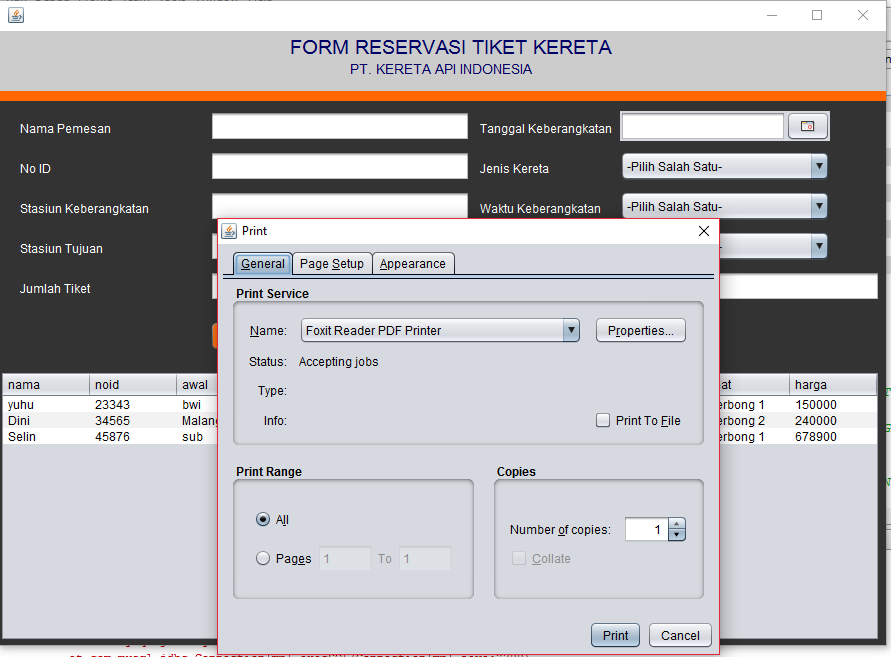 FORM RESERVASI TIKET KERETA
PT. KERETA API INDONESIA
Nama Pemesan
Tanggal Keberangkatan
No ID
Jenis Kereta
-Pilih Salah Satu-
Stasiun Keberangkatan
Waktu Keberangkatan
-Pilih Salah Satu-
Stasiun Tujuan
Jumlah Tiket
Print
General
Page Setup
Appearance
Print Service
Name:
Foxit Reader PDF Printer
Properties...
Status:
Accepting jobs
Type:
Info:
Print To File
Print Range
Copies
All
Number of copies:
1
Pages
1
To
1
Collate
Print
Cancel
nama noid awal at harga
yuhu 23343 bwi erbong 1 150000
Dini 34565 Malang erbong 2 240000
Selin 45876 sub erbong 1 678900